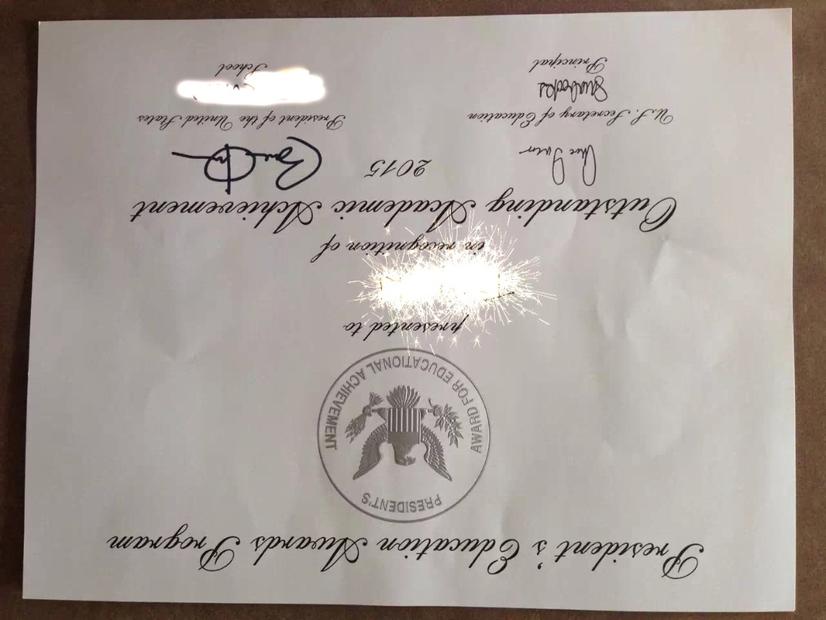 President's Education Awards Program
PRESIDENT'S
AWARD FOR EDUCATIONAL ACHIEVEMENT
presented to
in recognition of
Outstanding Academic Achievement
2015
U.S. Secretary of Education
President of the United States
Principal
School